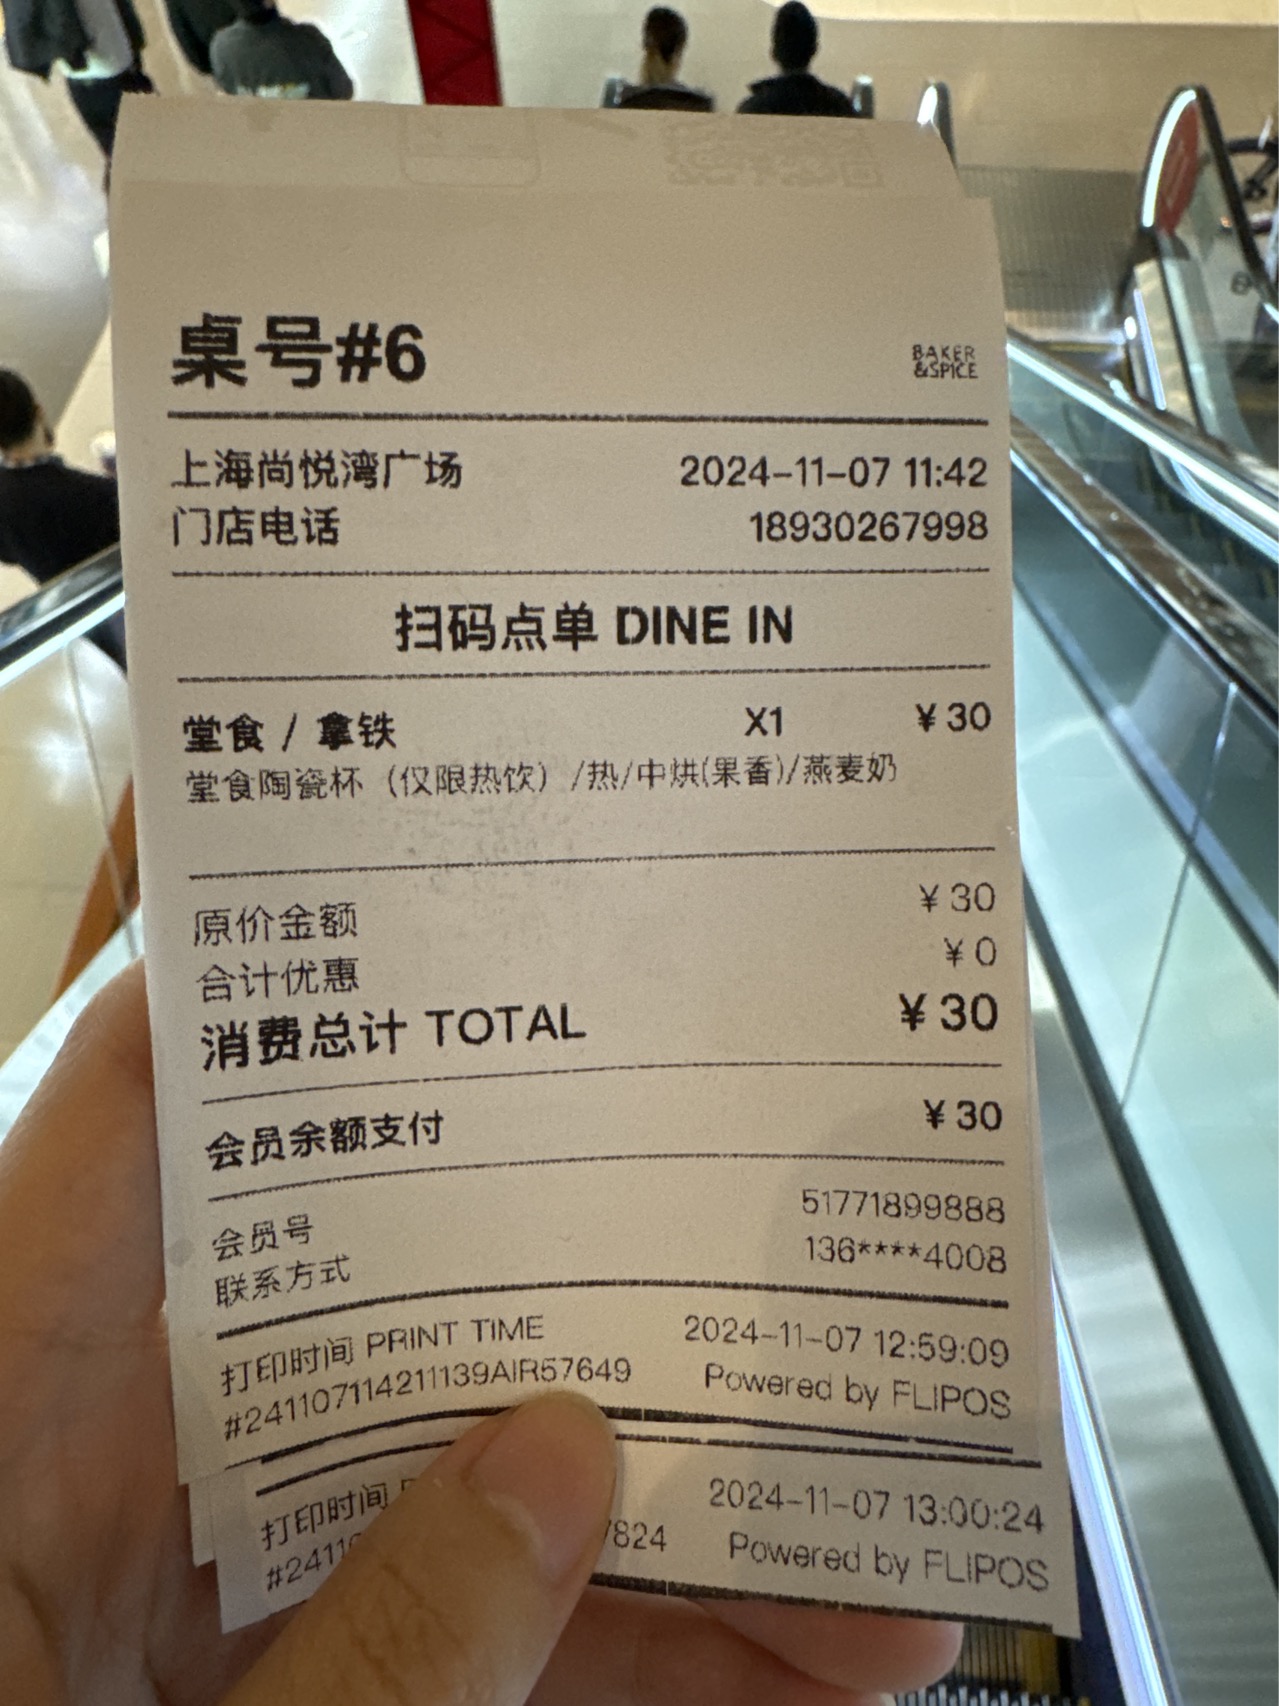 桌号#6
BAKER
&SPICE
上海尚悦湾广场 2024-11-07 11:42
门店电话 18930267998
扫码点单 DINE IN
堂食 / 拿铁 X1 ¥30
堂食陶瓷杯（仅限热饮）/热/中烘(果香)/燕麦奶
原价金额 ¥30
合计优惠 ¥0
消费总计 TOTAL ¥30
会员余额支付 ¥30
会员号 51771899888
联系方式 136****4008
打印时间 PRINT TIME 2024-11-07 12:59:09
#241107114211139AIR57649 Powered by FLIPOS
打印时间 2024-11-07 13:00:24
#2411 7824 Powered by FLIPOS